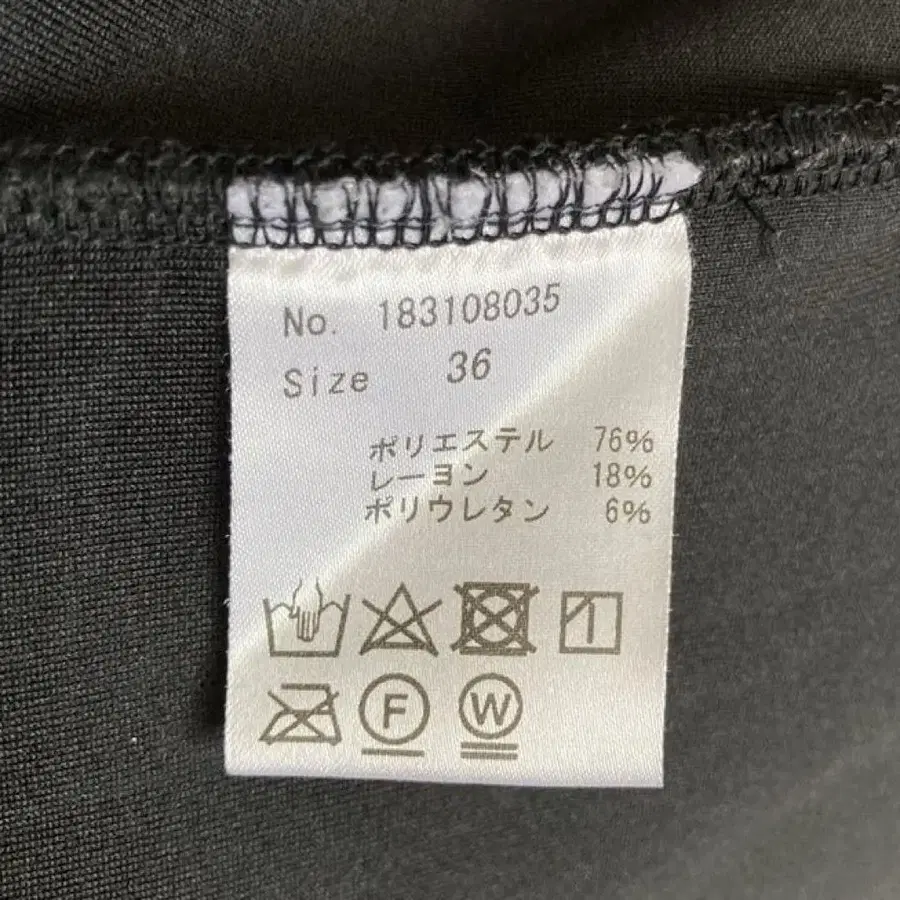 No. 183108035
Size 36
ポリエステル 76%
レーヨン 18%
ポリウレタン 6%
F W